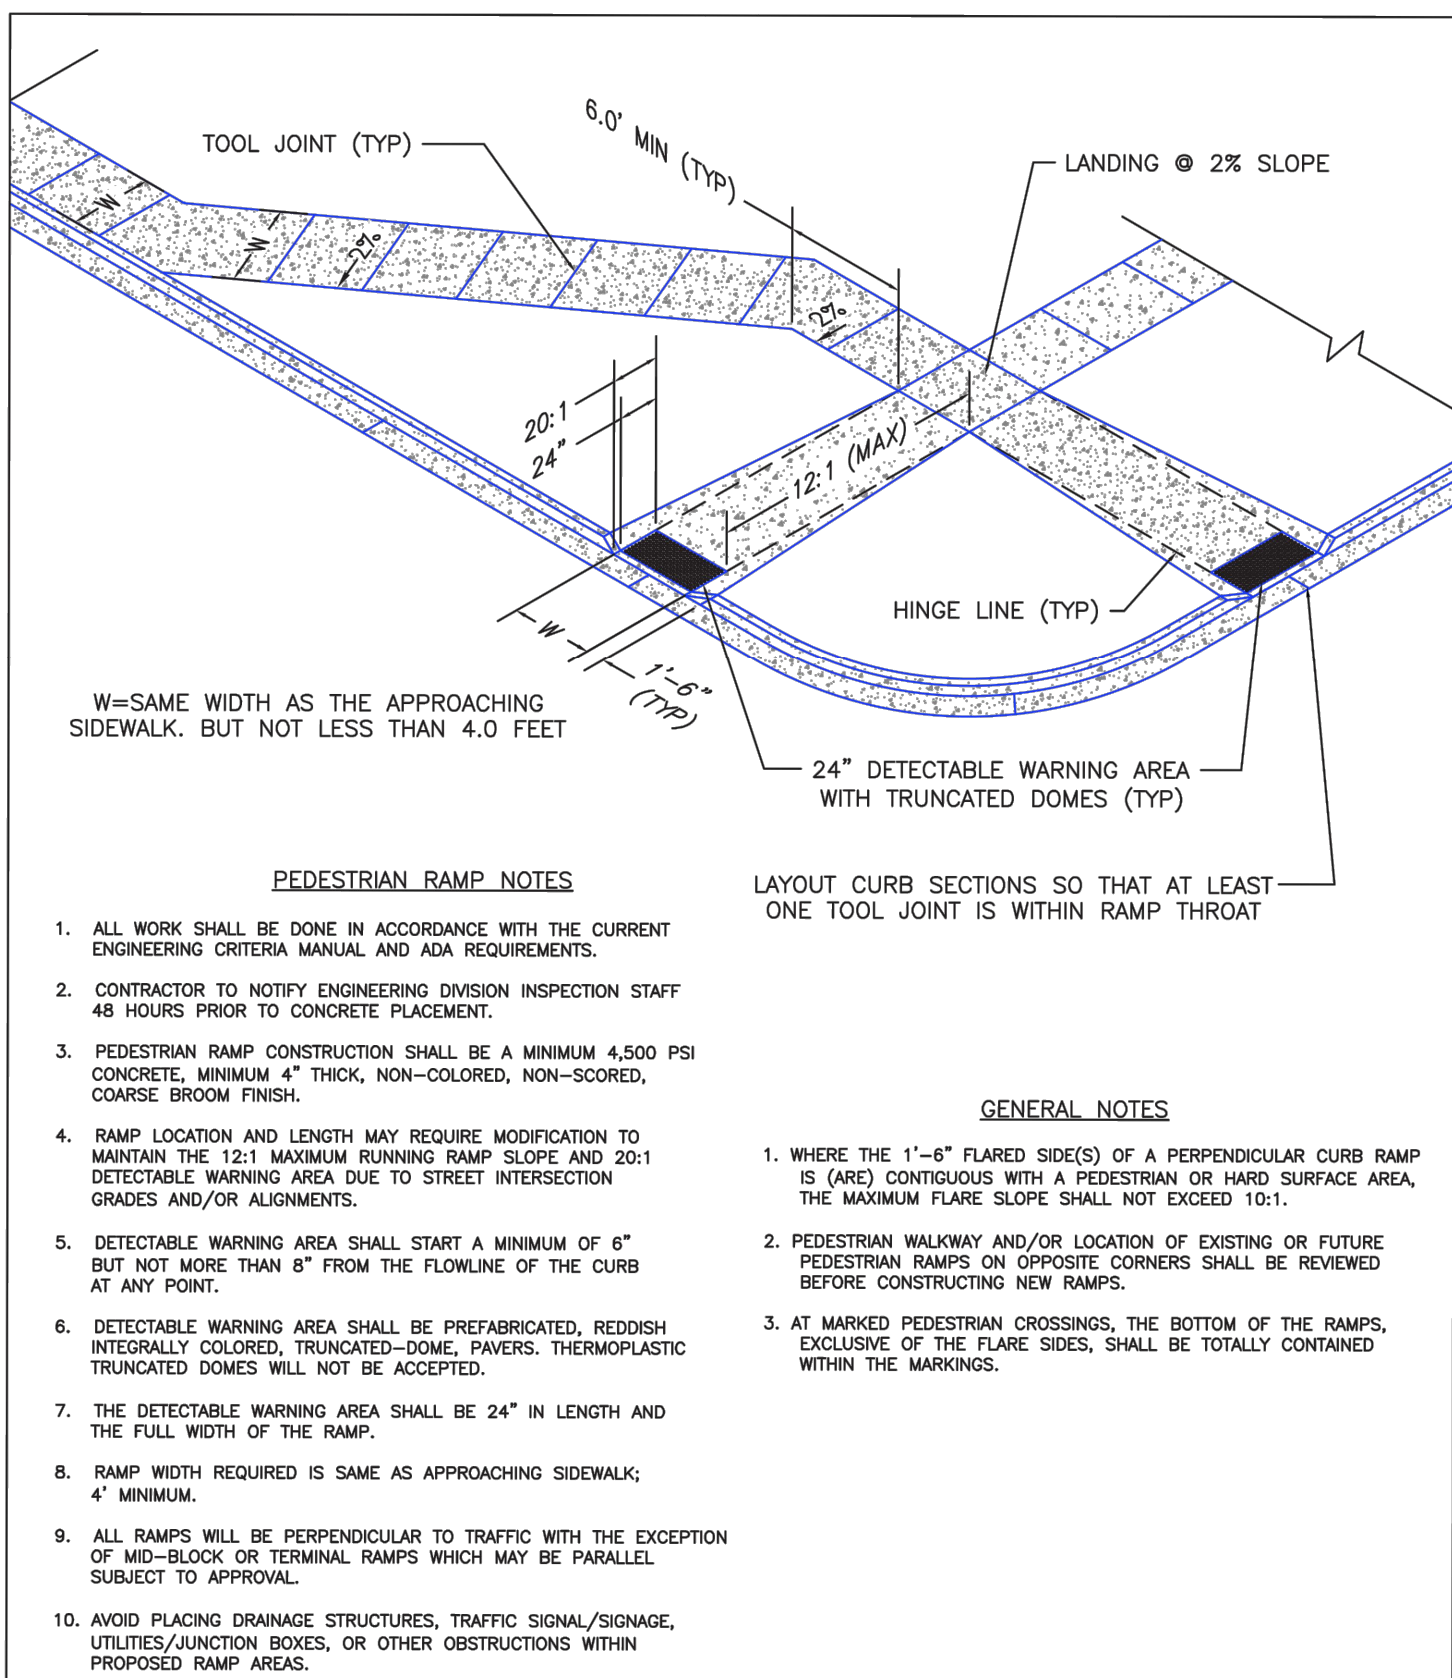 6.0' MIN (TYP)
TOOL JOINT (TYP)
LANDING @ 2% SLOPE
W
W
2%
2%
20:1
24"
12:1 (MAX)
HINGE LINE (TYP)
W
1'-6"
(TYP)
W=SAME WIDTH AS THE APPROACHING
SIDEWALK. BUT NOT LESS THAN 4.0 FEET
24" DETECTABLE WARNING AREA
WITH TRUNCATED DOMES (TYP)
LAYOUT CURB SECTIONS SO THAT AT LEAST
ONE TOOL JOINT IS WITHIN RAMP THROAT
PEDESTRIAN RAMP NOTES
1. ALL WORK SHALL BE DONE IN ACCORDANCE WITH THE CURRENT
ENGINEERING CRITERIA MANUAL AND ADA REQUIREMENTS.
2. CONTRACTOR TO NOTIFY ENGINEERING DIVISION INSPECTION STAFF
48 HOURS PRIOR TO CONCRETE PLACEMENT.
3. PEDESTRIAN RAMP CONSTRUCTION SHALL BE A MINIMUM 4,500 PSI
CONCRETE, MINIMUM 4" THICK, NON-COLORED, NON-SCORED,
COARSE BROOM FINISH.
4. RAMP LOCATION AND LENGTH MAY REQUIRE MODIFICATION TO
MAINTAIN THE 12:1 MAXIMUM RUNNING RAMP SLOPE AND 20:1
DETECTABLE WARNING AREA DUE TO STREET INTERSECTION
GRADES AND/OR ALIGNMENTS.
5. DETECTABLE WARNING AREA SHALL START A MINIMUM OF 6"
BUT NOT MORE THAN 8" FROM THE FLOWLINE OF THE CURB
AT ANY POINT.
6. DETECTABLE WARNING AREA SHALL BE PREFABRICATED, REDDISH
INTEGRALLY COLORED, TRUNCATED-DOME, PAVERS. THERMOPLASTIC
TRUNCATED DOMES WILL NOT BE ACCEPTED.
7. THE DETECTABLE WARNING AREA SHALL BE 24" IN LENGTH AND
THE FULL WIDTH OF THE RAMP.
8. RAMP WIDTH REQUIRED IS SAME AS APPROACHING SIDEWALK;
4' MINIMUM.
9. ALL RAMPS WILL BE PERPENDICULAR TO TRAFFIC WITH THE EXCEPTION
OF MID-BLOCK OR TERMINAL RAMPS WHICH MAY BE PARALLEL
SUBJECT TO APPROVAL.
10. AVOID PLACING DRAINAGE STRUCTURES, TRAFFIC SIGNAL/SIGNAGE,
UTILITIES/JUNCTION BOXES, OR OTHER OBSTRUCTIONS WITHIN
PROPOSED RAMP AREAS.
GENERAL NOTES
1. WHERE THE 1'-6" FLARED SIDE(S) OF A PERPENDICULAR CURB RAMP
IS (ARE) CONTIGUOUS WITH A PEDESTRIAN OR HARD SURFACE AREA,
THE MAXIMUM FLARE SLOPE SHALL NOT EXCEED 10:1.
2. PEDESTRIAN WALKWAY AND/OR LOCATION OF EXISTING OR FUTURE
PEDESTRIAN RAMPS ON OPPOSITE CORNERS SHALL BE REVIEWED
BEFORE CONSTRUCTING NEW RAMPS.
3. AT MARKED PEDESTRIAN CROSSINGS, THE BOTTOM OF THE RAMPS,
EXCLUSIVE OF THE FLARE SIDES, SHALL BE TOTALLY CONTAINED
WITHIN THE MARKINGS.